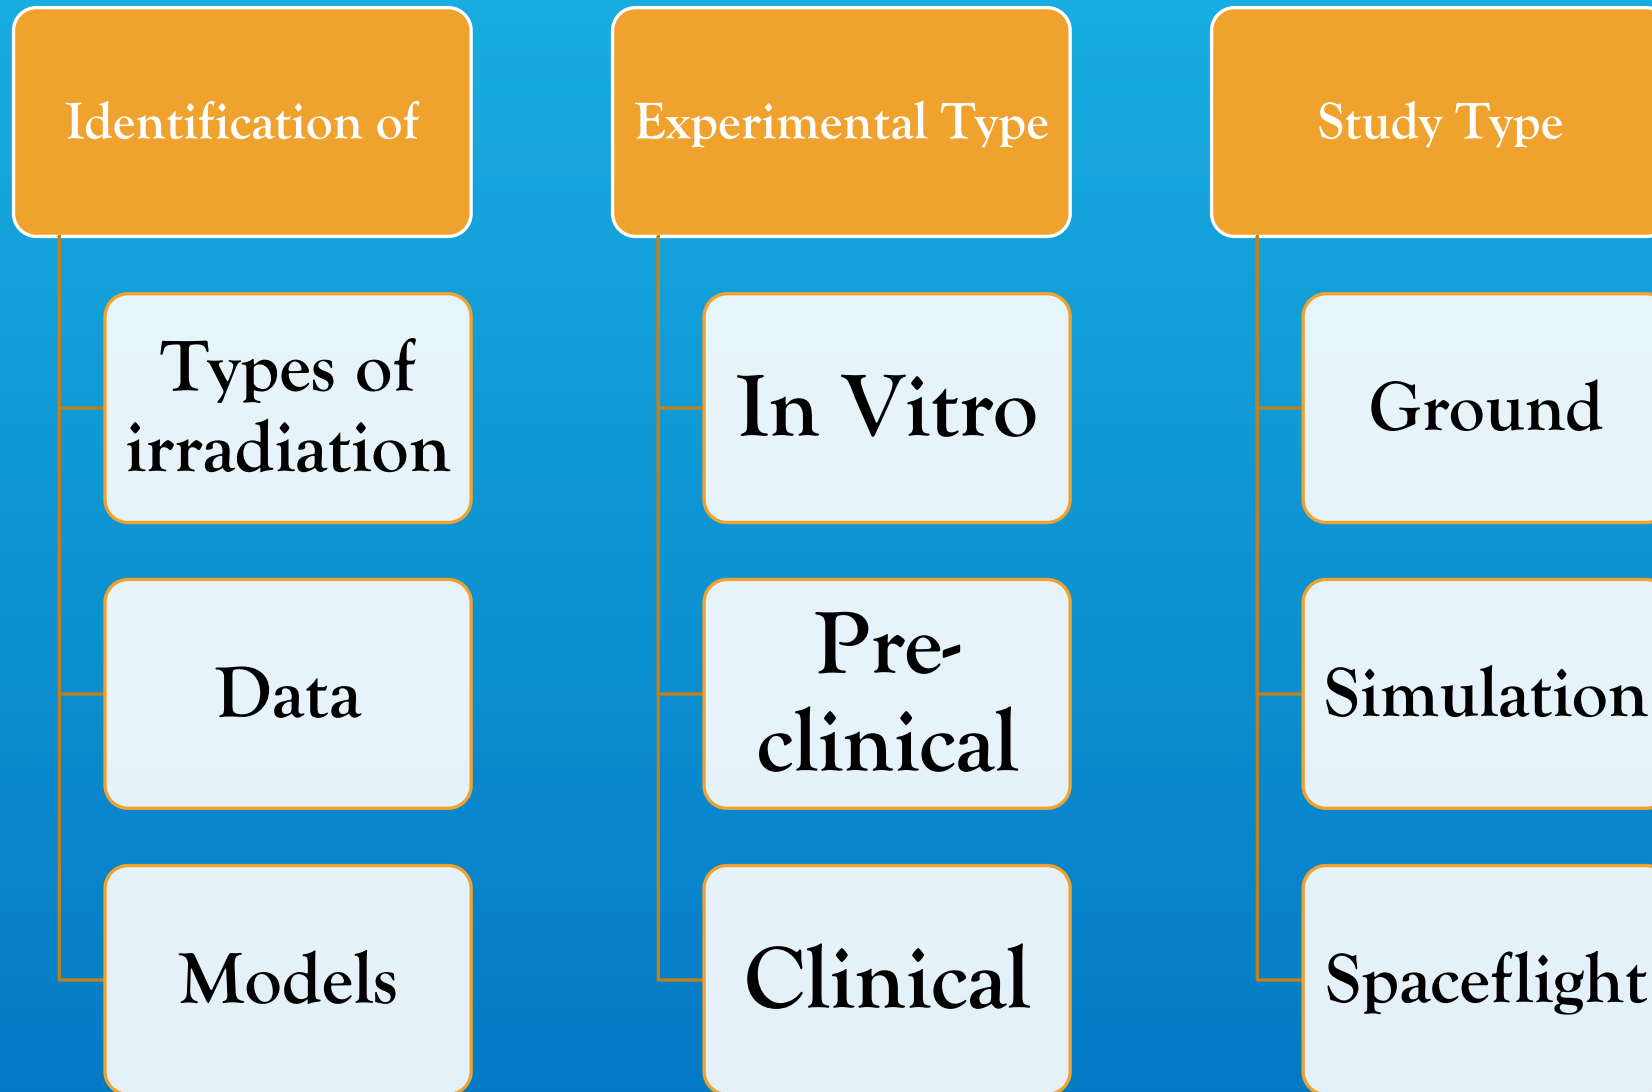 Identification of
Types of
irradiation
Data
Models
Experimental Type
In Vitro
Pre-
clinical
Clinical
Study Type
Ground
Simulation
Spaceflight